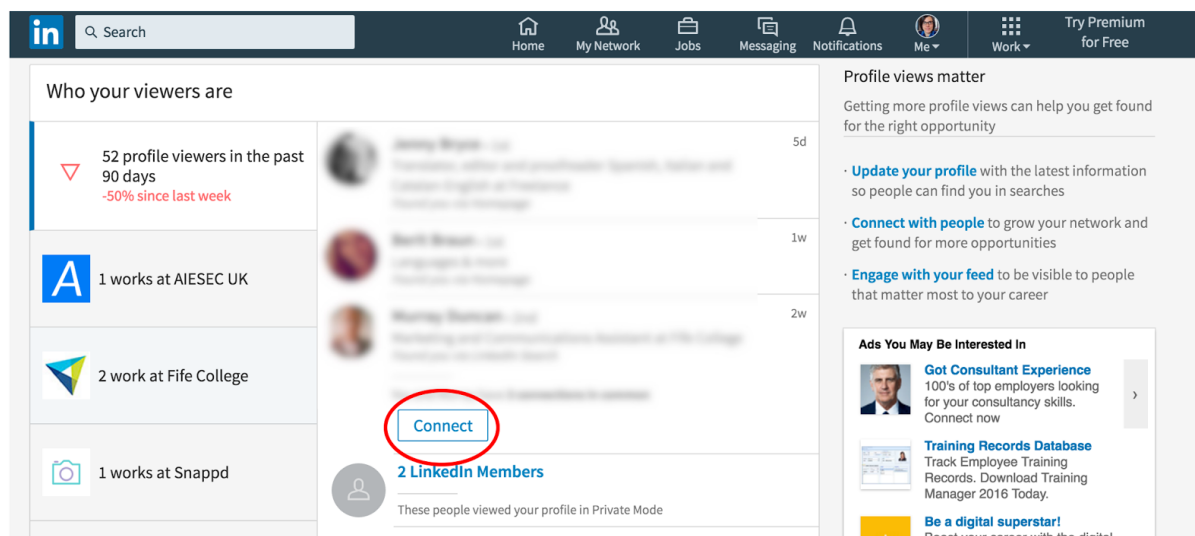 in
Search
Home
My Network
Jobs
Messaging
Notifications
Me
Work
Try Premium
for Free
Who your viewers are
52 profile viewers in the past
90 days
-50% since last week
A
1 works at AIESEC UK
2 work at Fife College
1 works at Snappd
5d
1w
2w
Connect
2 LinkedIn Members
These people viewed your profile in Private Mode
Profile views matter
Getting more profile views can help you get found
for the right opportunity
· Update your profile with the latest information
so people can find you in searches
· Connect with people to grow your network and
get found for more opportunities
· Engage with your feed to be visible to people
that matter most to your career
Ads You May Be Interested In
Got Consultant Experience
100's of top employers looking
for your consultancy skills.
Connect now
Training Records Database
Track Employee Training
Records. Download Training
Manager 2016 Today.
Be a digital superstar!